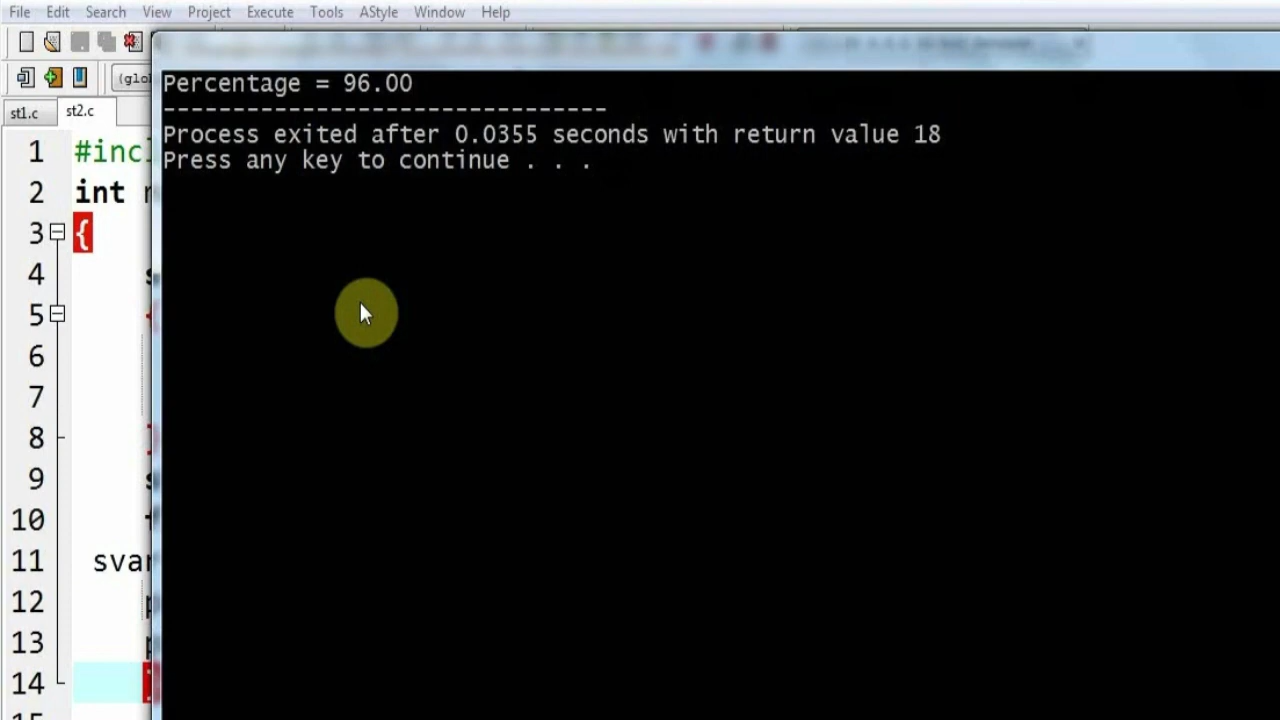 File Edit Search View Project Execute Tools AStyle Window Help
(glo
st1.c st2.c
Percentage = 96.00
--------------------------------
Process exited after 0.0355 seconds with return value 18
Press any key to continue . . .
1 #incl
2 int
3 {
4
5
6
7
8
9
10
11 svar
12
13
14
15